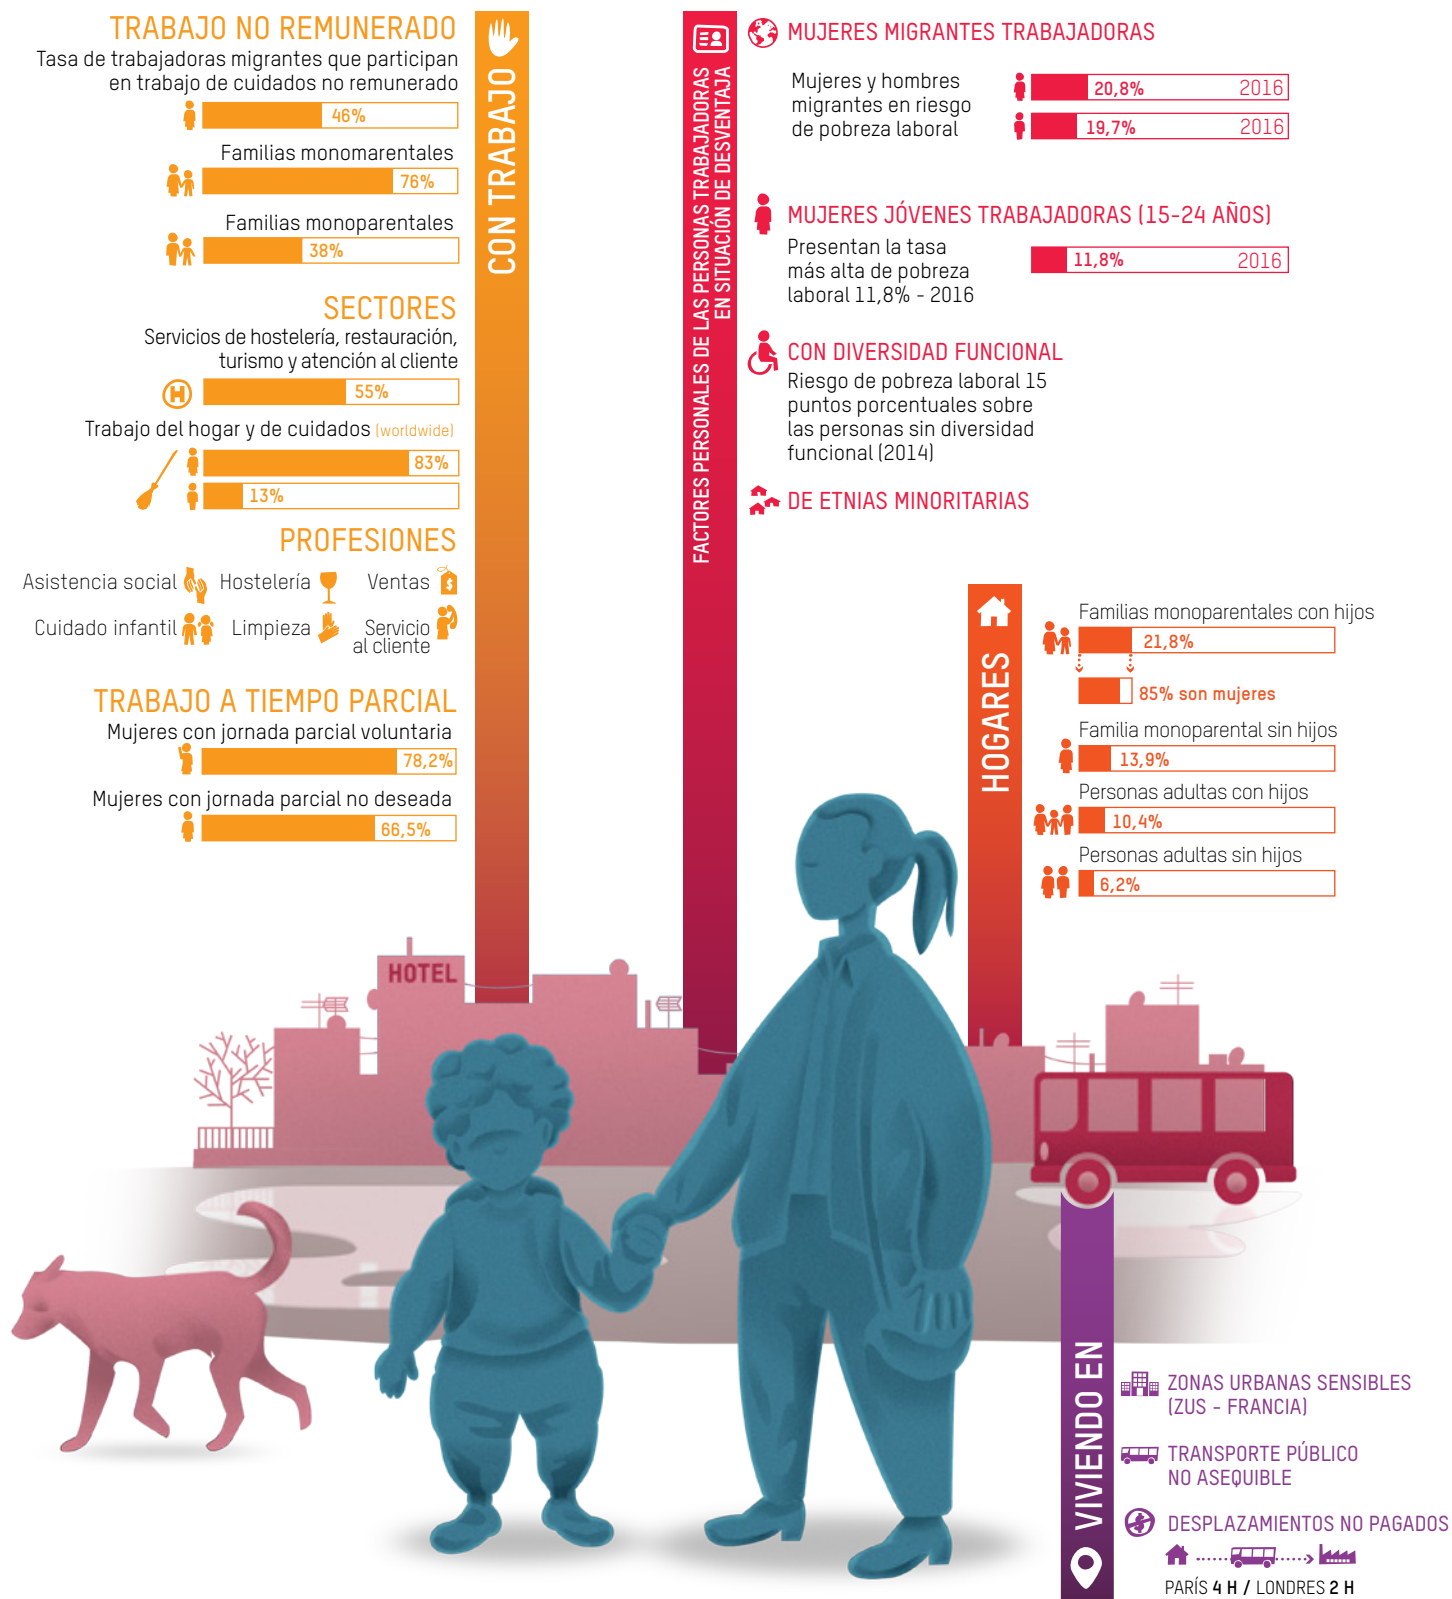 TRABAJO NO REMUNERADO
Tasa de trabajadoras migrantes que participan
en trabajo de cuidados no remunerado
46%
Familias monomarentales
76%
Familias monoparentales
38%
SECTORES
Servicios de hostelería, restauración,
turismo y atención al cliente
H
55%
Trabajo del hogar y de cuidados (worldwide)
83%
13%
PROFESIONES
Asistencia social
Hostelería
Ventas
$
Cuidado infantil
Limpieza
Servicio
al cliente
TRABAJO A TIEMPO PARCIAL
Mujeres con jornada parcial voluntaria
78,2%
Mujeres con jornada parcial no deseada
66,5%
CON TRABAJO
FACTORES PERSONALES DE LAS PERSONAS TRABAJADORAS
EN SITUACIÓN DE DESVENTAJA
MUJERES MIGRANTES TRABAJADORAS
Mujeres y hombres
migrantes en riesgo
de pobreza laboral
20,8% 2016
19,7% 2016
MUJERES JÓVENES TRABAJADORAS (15-24 AÑOS)
Presentan la tasa
más alta de pobreza
laboral 11,8% - 2016
11,8% 2016
CON DIVERSIDAD FUNCIONAL
Riesgo de pobreza laboral 15
puntos porcentuales sobre
las personas sin diversidad
funcional (2014)
DE ETNIAS MINORITARIAS
HOGARES
Familias monoparentales con hijos
21,8%
85% son mujeres
Familia monoparental sin hijos
13,9%
Personas adultas con hijos
10,4%
Personas adultas sin hijos
6,2%
HOTEL
VIVIENDO EN
ZONAS URBANAS SENSIBLES
(ZUS - FRANCIA)
TRANSPORTE PÚBLICO
NO ASEQUIBLE
DESPLAZAMIENTOS NO PAGADOS
PARÍS 4 H / LONDRES 2 H